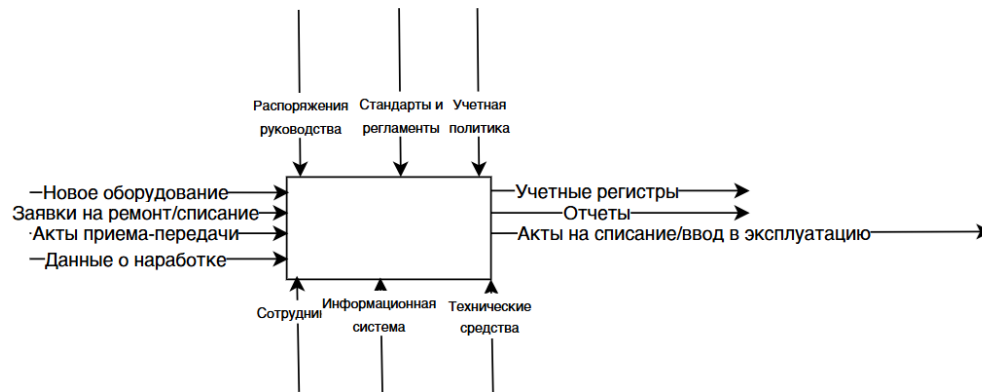 Распоряжения
руководства
Стандарты и
регламенты
Учетная
политика
Новое оборудование
Заявки на ремонт/списание
Акты приема-передачи
Данные о наработке
Учетные регистры
Отчеты
Акты на списание/ввод в эксплуатацию
Информационная
система
Технические
средства